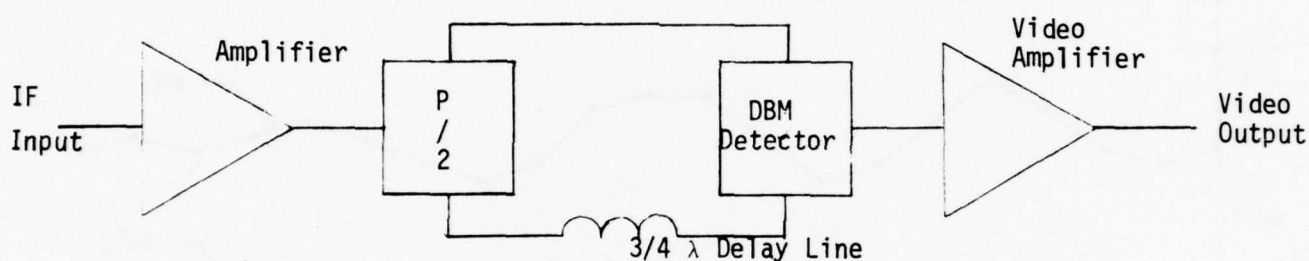 IF
Input
Amplifier
P
/
2
DBM
Detector
Video
Amplifier
Video
Output
3/4 λ Delay Line